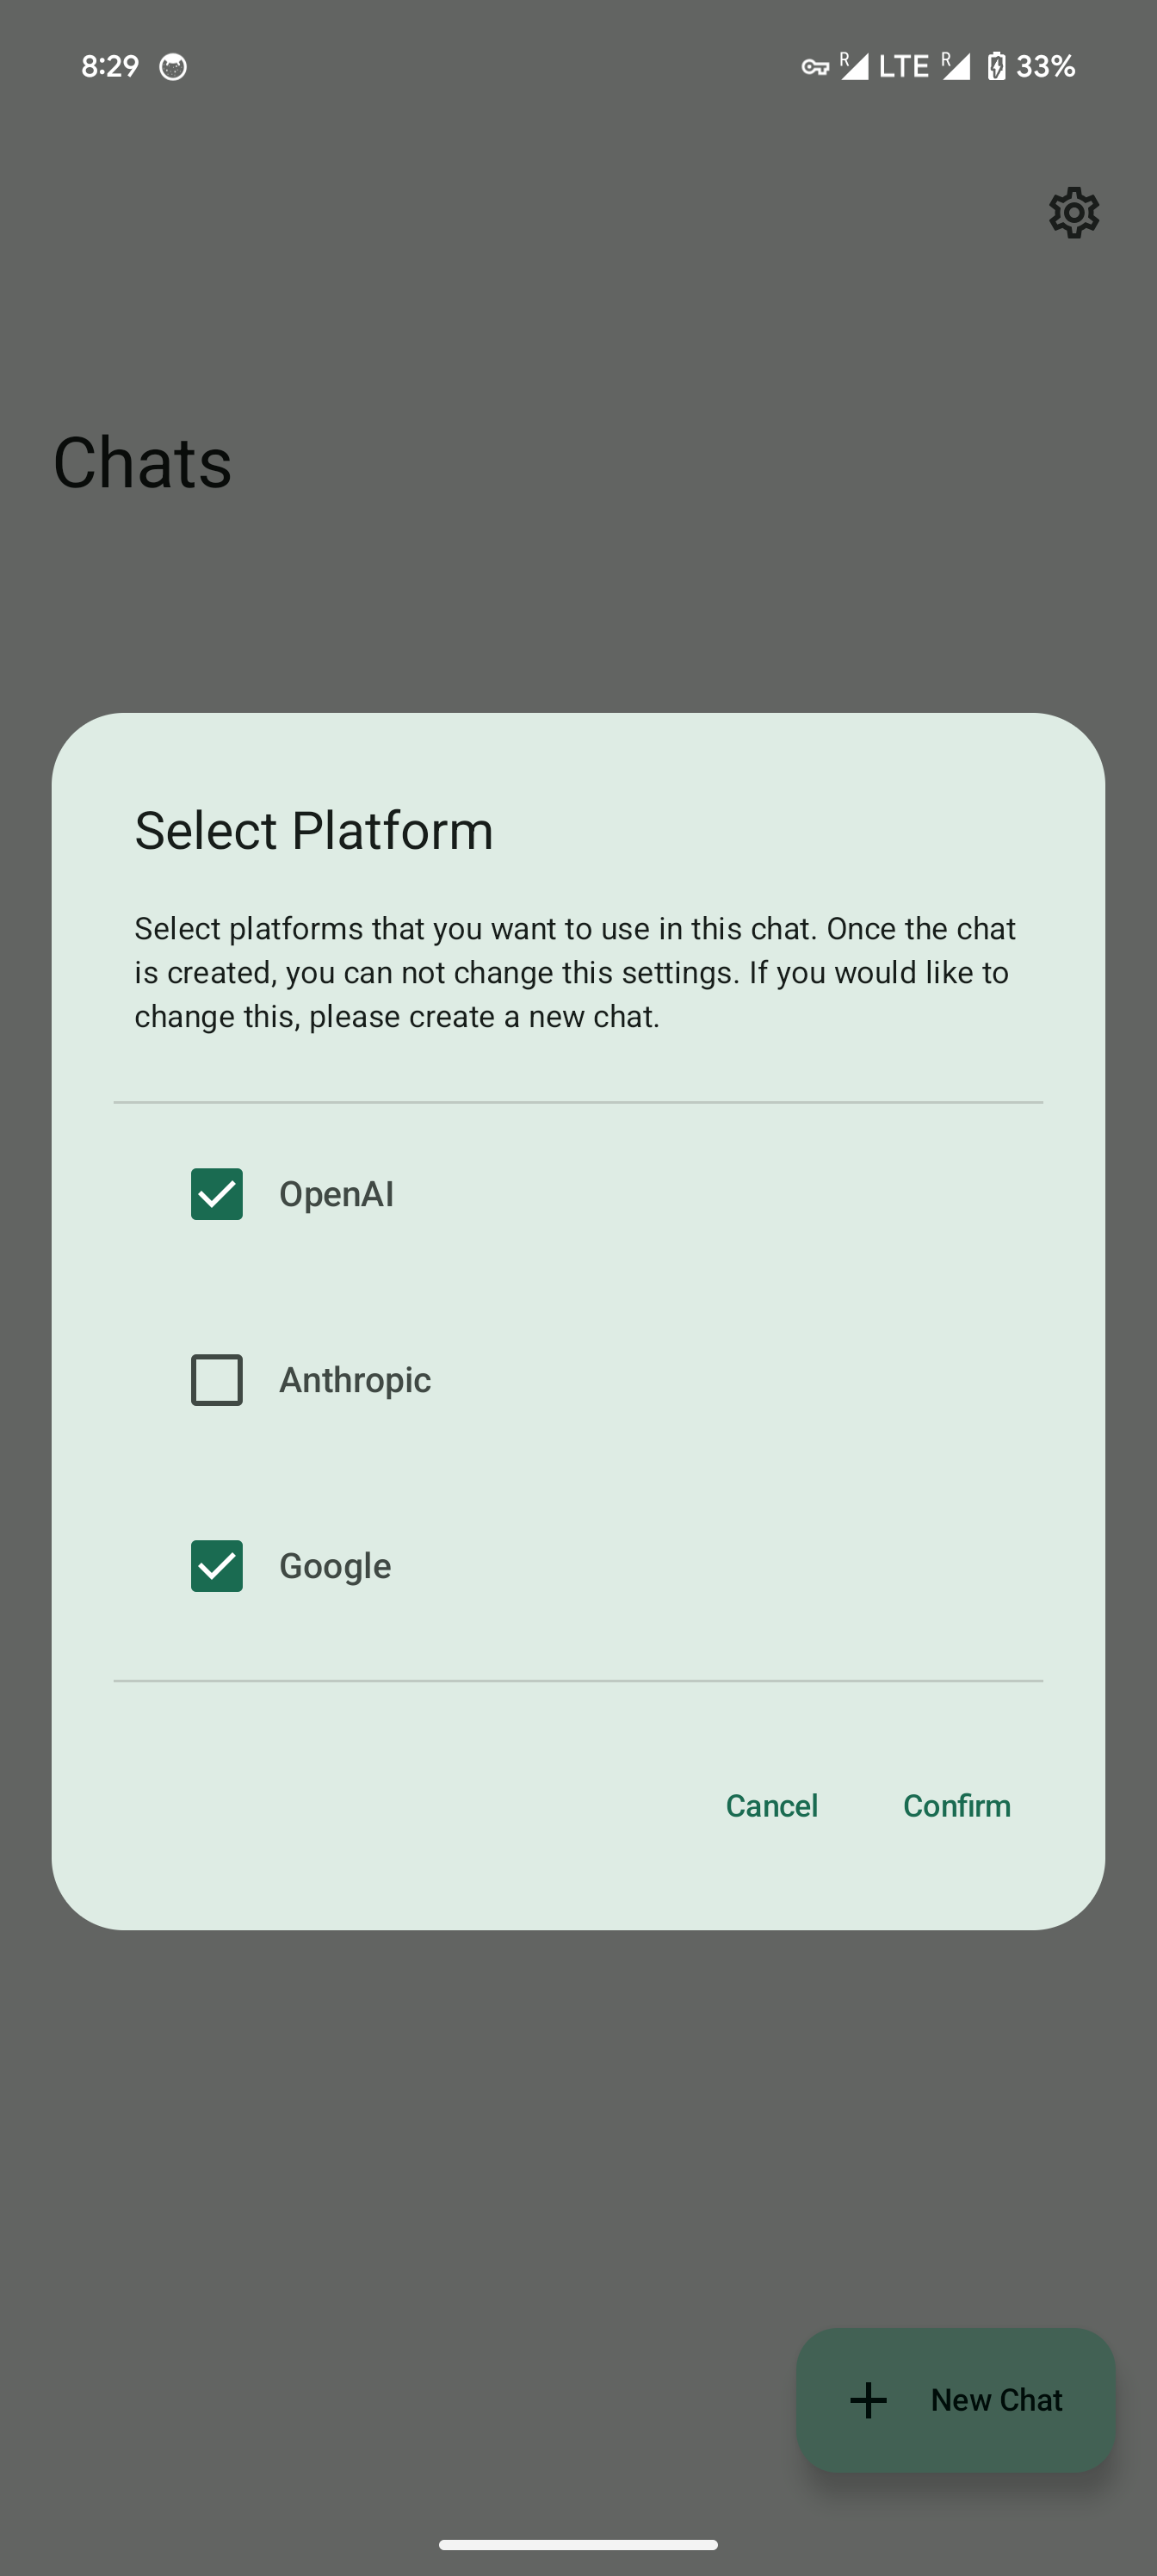 8:29
R LTE R 33%
Chats
Select Platform
Select platforms that you want to use in this chat. Once the chat
is created, you can not change this settings. If you would like to
change this, please create a new chat.
OpenAI
Anthropic
Google
Cancel Confirm
New Chat